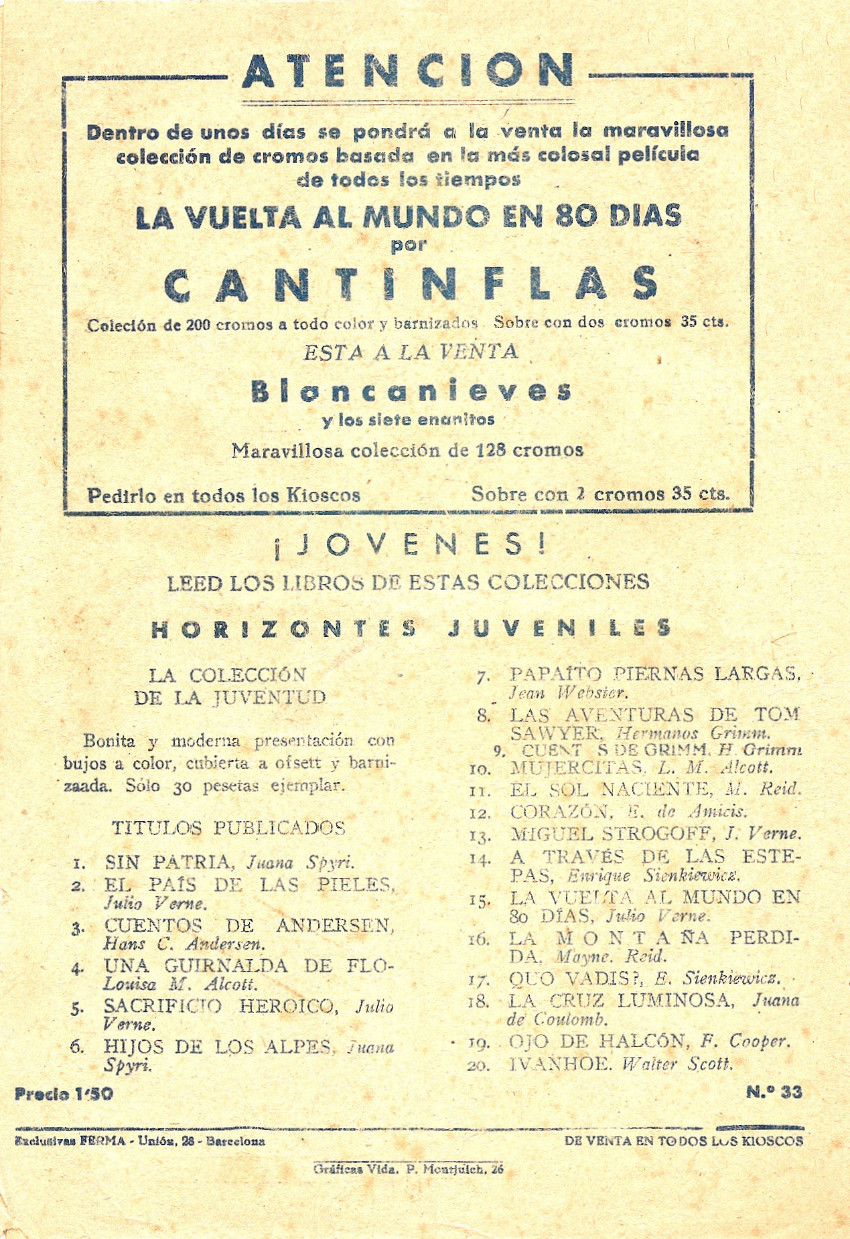 ATENCION
Dentro de unos días se pondrá a la venta la maravillosa
colección de cromos basada en la más colosal película
de todos los tiempos
LA VUELTA AL MUNDO EN 80 DIAS
por
CANTINFLAS
Coleción de 200 cromos a todo color y barnizados Sobre con dos cromos 35 cts.
ESTA A LA VENTA
Blancanieves
y los siete enanitos
Maravillosa colección de 128 cromos
Pedirlo en todos los Kioscos Sobre con 2 cromos 35 cts.
¡JOVENES!
LEED LOS LIBROS DE ESTAS COLECCIONES
HORIZONTES JUVENILES
LA COLECCIÓN
DE LA JUVENTUD
Bonita y moderna presentación con
bujos a color, cubierta a ofsett y barni-
zaada. Sólo 30 pesetas ejemplar.
TITULOS PUBLICADOS
1. SIN PATRIA, Juana Spyri.
2. EL PAÍS DE LAS PIELES,
Julio Verne.
3. CUENTOS DE ANDERSEN,
Hans C. Andersen.
4. UNA GUIRNALDA DE FLO-
Louisa M. Alcott.
5. SACRIFICIO HEROICO, Julio
Verne.
6. HIJOS DE LOS ALPES, Juana
Spyri.
7. PAPAÍTO PIERNAS LARGAS,
Jean Webster.
8. LAS AVENTURAS DE TOM
SAWYER, Hermanos Grimm.
9. CUENT S DE GRIMM, H. Grimm
10. MUJERCITAS, L. M. Alcott.
11. EL SOL NACIENTE, M. Reid.
12. CORAZÓN, E. de Amicis.
13. MIGUEL STROGOFF, J. Verne.
14. A TRAVÉS DE LAS ESTE-
PAS, Enrique Sienkiewicz.
15. LA VUELTA AL MUNDO EN
80 DÍAS, Julio Verne.
16. LA MONTAÑA PERDI-
DA. Mayne. Reid.
17. QUO VADIS?, E. Sienkiewicz.
18. LA CRUZ LUMINOSA, Juana
de Coulomb.
19. OJO DE HALCÓN, F. Cooper.
20. IVANHOE. Walter Scott.
Precio 1'50 N.º 33
Exclusivas FERMA - Unión, 28 - Barcelona DE VENTA EN TODOS LOS KIOSCOS
Gráficas Vida. P. Montjuich, 26